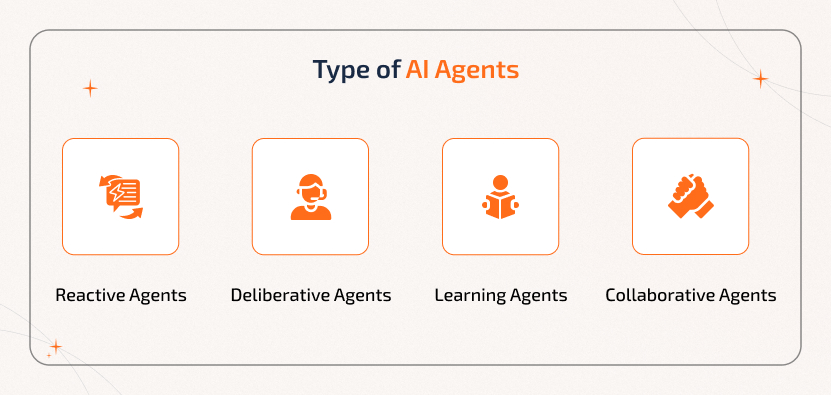 Type of AI Agents
Reactive Agents
Deliberative Agents
Learning Agents
Collaborative Agents